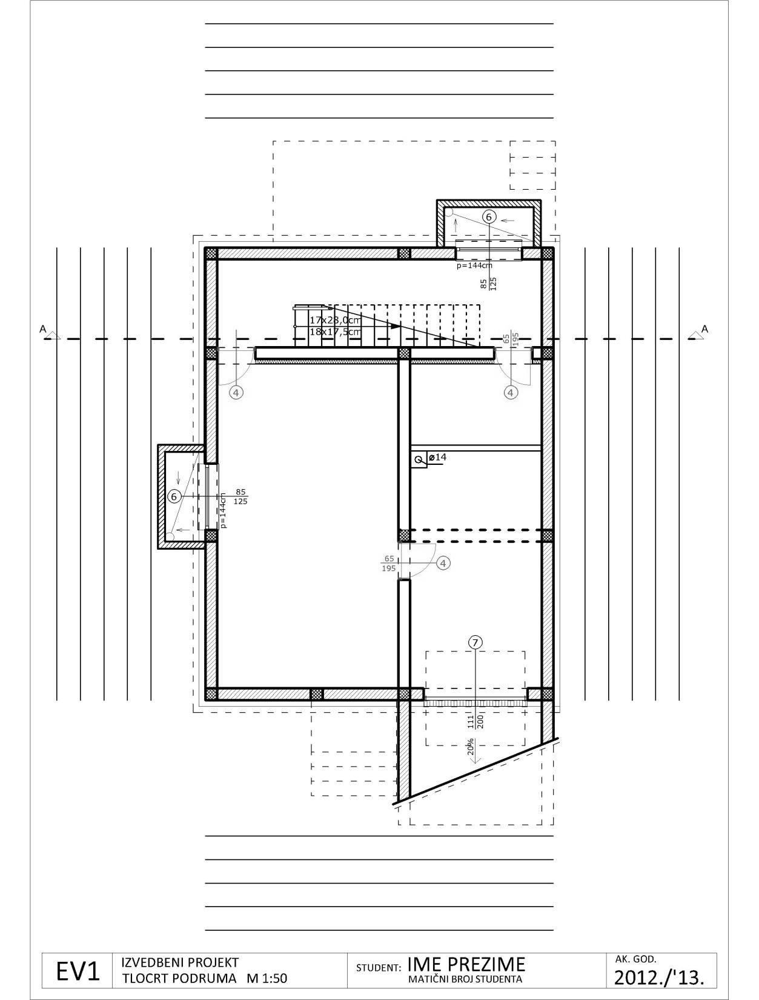 6
p=144cm
85
125
17x28,0cm
18x17,5cm
A
A
65
195
4
4
ø14
6
p=144cm
85
125
65
195
4
7
111
200
20%
EV1
IZVEDBENI PROJEKT
TLOCRT PODRUMA M 1:50
STUDENT: IME PREZIME
MATIČNI BROJ STUDENTA
AK. GOD.
2012./'13.